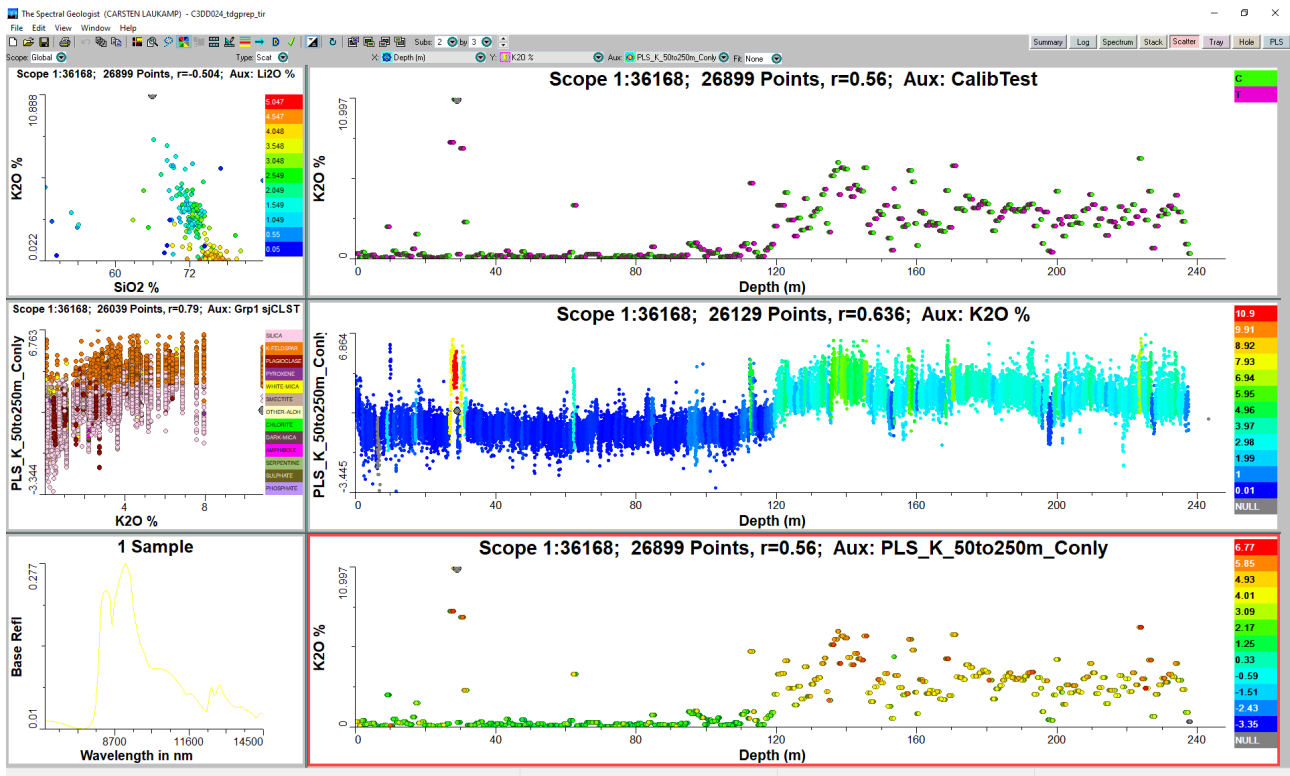 The Spectral Geologist (CARSTEN LAUKAMP) - C3DD024_tdgprep_tir
File Edit View Window Help
Subs: 2 by 3
Summary Log Spectrum Stack Scatter Tray Hole PLS
Scope: Global Type: Scat X: Depth (m) Y: K2O % Aux: PLS_K_50to250m_Conly Fit: None
Scope 1:36168; 26899 Points, r=-0.504; Aux: Li2O %
10.888
K2O %
0.022
60 72
SiO2 %
5.047
4.547
4.048
3.548
3.048
2.549
2.049
1.549
1.049
0.55
0.05
Scope 1:36168; 26899 Points, r=0.56; Aux: CalibTest
10.997
K2O %
0
0 40 80 120 160 200 240
Depth (m)
C
T
Scope 1:36168; 26039 Points, r=0.79; Aux: Grp1 sjCLST
6.763
PLS_K_50to250m_Conly
-3.344
4 8
K2O %
SILICA
K-FELDSPAR
PLAGIOCLASE
PYROXENE
WHITE-MICA
SMECTITE
OTHER-ALOH
CHLORITE
DARK-MICA
AMPHIBOLE
SERPENTINE
SULPHATE
PHOSPHATE
Scope 1:36168; 26129 Points, r=0.636; Aux: K2O %
6.864
PLS_K_50to250m_Conly
-3.4445
0 40 80 120 160 200 240
Depth (m)
10.9
9.91
8.92
7.93
6.94
5.95
4.96
3.97
2.98
1.99
1
0.01
NULL
1 Sample
0.277
Base Refl
0.01
8700 11600 14500
Wavelength in nm
Scope 1:36168; 26899 Points, r=0.56; Aux: PLS_K_50to250m_Conly
10.997
K2O %
0
0 40 80 120 160 200 240
Depth (m)
6.77
5.85
4.93
4.01
3.09
2.17
1.25
0.33
-0.59
-1.51
-2.43
-3.35
NULL